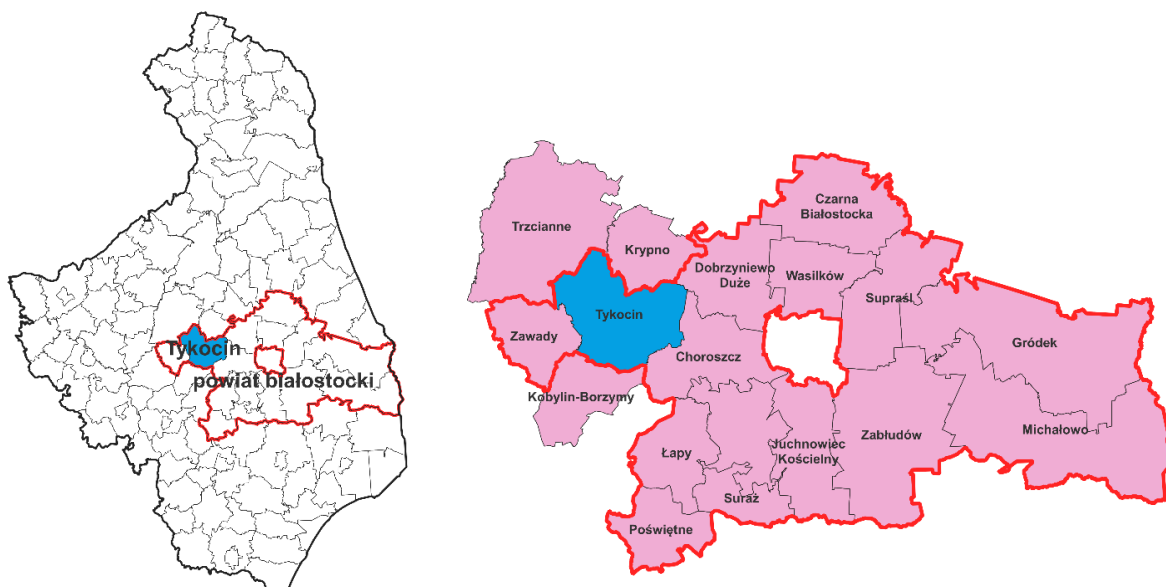 Tykocin
powiat białostocki
Czarna
Białostocka
Trzcianne
Krypno
Dobrzyniewo
Duże
Wasilków
Supraśl
Tykocin
Zawady
Gródek
Choroszcz
Kobylin-Borzymy
Michałowo
Zabłudów
Juchnowiec
Kościelny
Łapy
Suraż
Poświętne